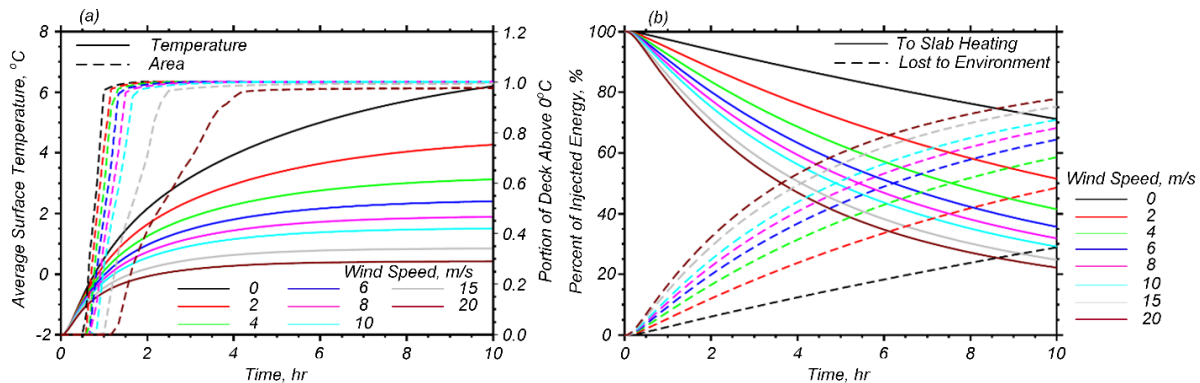 (a)
8
6
4
2
0
-2
Average Surface Temperature, °C
Temperature
Area
1.2
1.0
0.8
0.6
0.4
0.2
0.0
Portion of Deck Above 0°C
Wind Speed, m/s
0 6 15
2 8 20
4 10
0 2 4 6 8 10
Time, hr
(b)
100
80
60
40
20
0
Percent of Injected Energy, %
To Slab Heating
Lost to Environment
0 2 4 6 8 10
Time, hr
Wind Speed, m/s
0
2
4
6
8
10
15
20